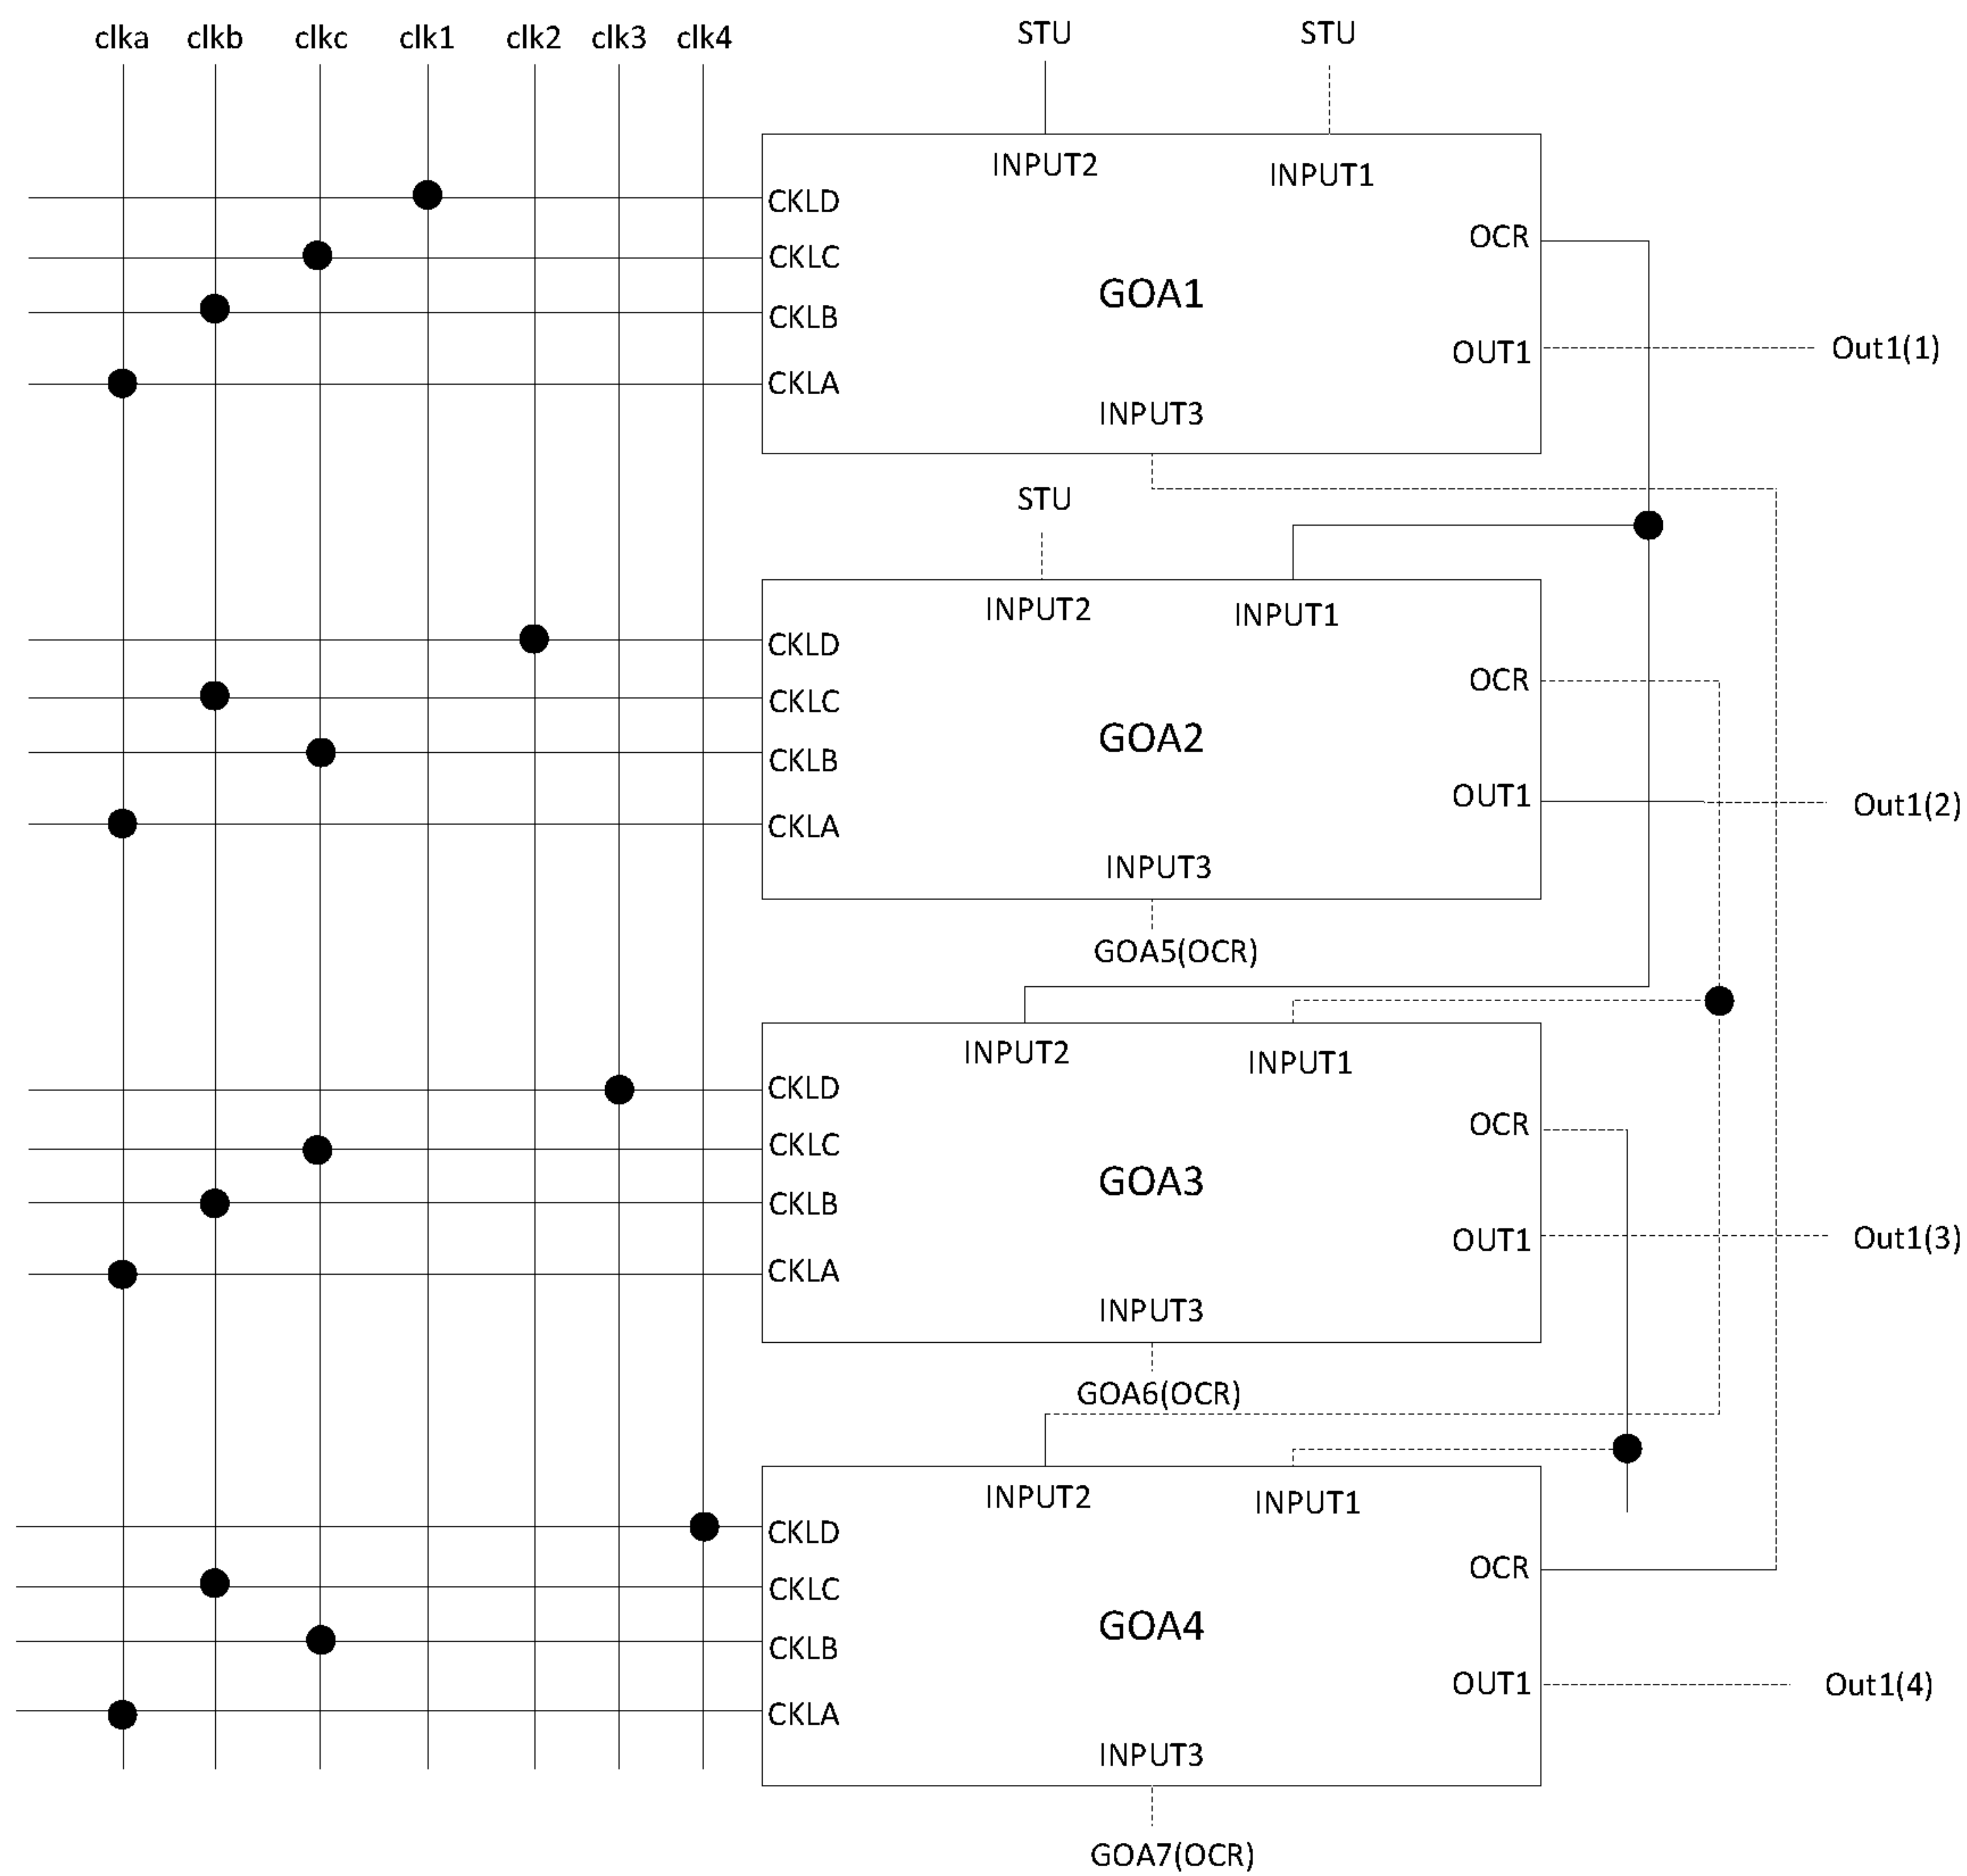 clka clkb clkc clk1 clk2 clk3 clk4 STU STU
INPUT2 INPUT1
CKLD
OCR
CKLC
GOA1
CKLB
OUT1 Out1(1)
CKLA
INPUT3
STU
INPUT2 INPUT1
CKLD
OCR
CKLC
GOA2
CKLB
OUT1 Out1(2)
CKLA
INPUT3
GOA5(OCR)
INPUT2 INPUT1
CKLD
OCR
CKLC
GOA3
CKLB
OUT1 Out1(3)
CKLA
INPUT3
GOA6(OCR)
INPUT2 INPUT1
CKLD
OCR
CKLC
GOA4
CKLB
OUT1 Out1(4)
CKLA
INPUT3
GOA7(OCR)